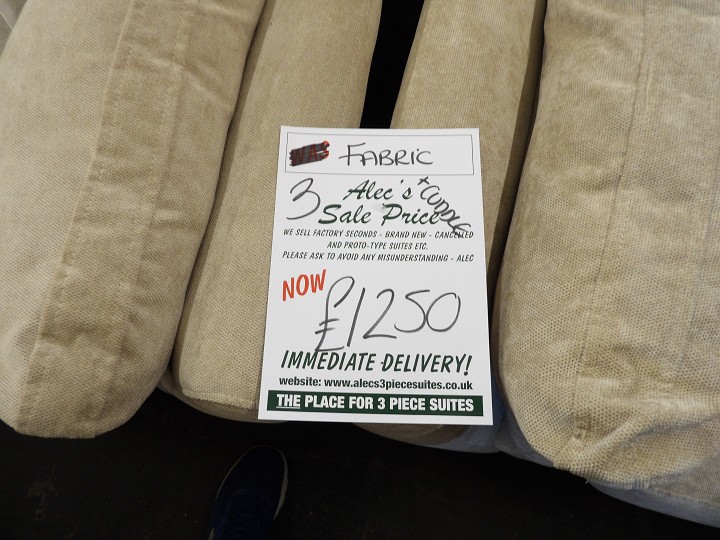 WAS FABRIC
3 Alec's + CUDDLE
Sale Price
WE SELL FACTORY SECONDS - BRAND NEW - CANCELLED
AND PROTO-TYPE SUITES ETC.
PLEASE ASK TO AVOID ANY MISUNDERSTANDING - ALEC
NOW £1250
IMMEDIATE DELIVERY!
website: www.alecs3piecesuites.co.uk
THE PLACE FOR 3 PIECE SUITES